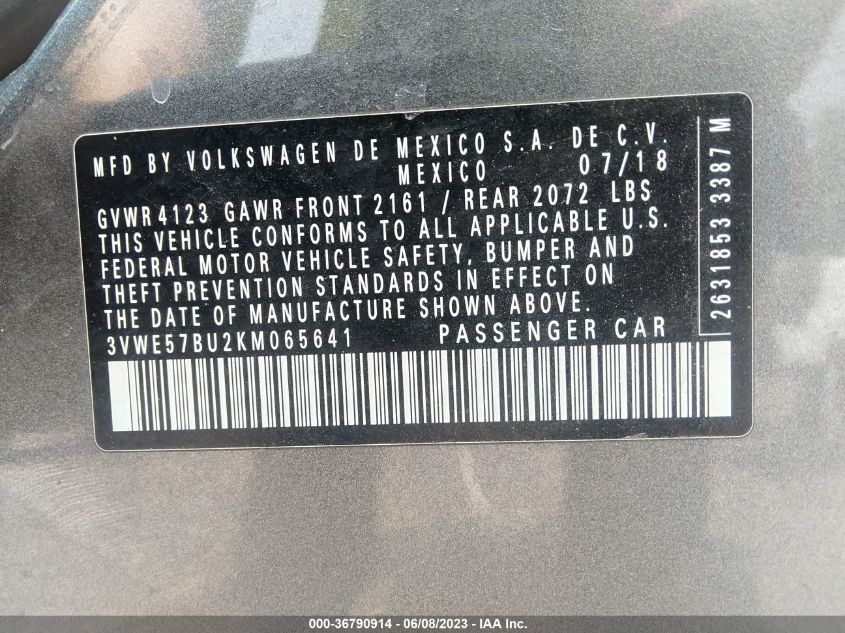 MFD BY VOLKSWAGEN DE MEXICO S.A. DE C.V.
MEXICO 07/18
GVWR 4123 GAWR FRONT 2161 / REAR 2072 LBS
THIS VEHICLE CONFORMS TO ALL APPLICABLE U.S.
FEDERAL MOTOR VEHICLE SAFETY, BUMPER AND
THEFT PREVENTION STANDARDS IN EFFECT ON
THE DATE OF MANUFACTURE SHOWN ABOVE.
3VWE57BU2KM065641 PASSENGER CAR
2631853 3387 M
000-36790914 - 06/08/2023 - IAA Inc.